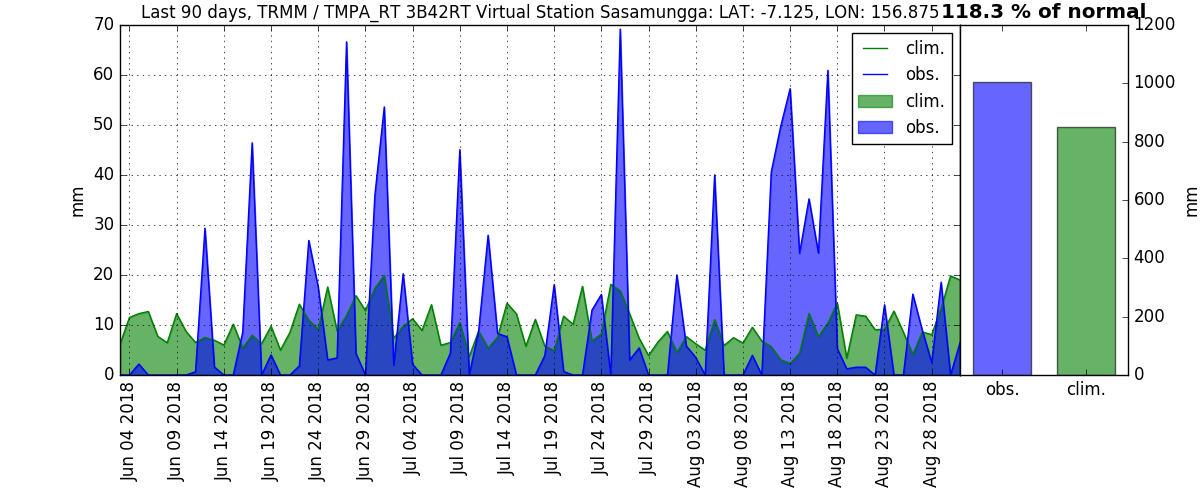 Last 90 days, TRMM / TMPA_RT 3B42RT Virtual Station Sasamungga: LAT: -7.125, LON: 156.875
118.3 % of normal
70
60
50
40
30
20
10
0
mm
clim.
obs.
clim.
obs.
1200
1000
800
600
400
200
0
mm
Jun 04 2018
Jun 09 2018
Jun 14 2018
Jun 19 2018
Jun 24 2018
Jun 29 2018
Jul 04 2018
Jul 09 2018
Jul 14 2018
Jul 19 2018
Jul 24 2018
Jul 29 2018
Aug 03 2018
Aug 08 2018
Aug 13 2018
Aug 18 2018
Aug 23 2018
Aug 28 2018
obs.
clim.